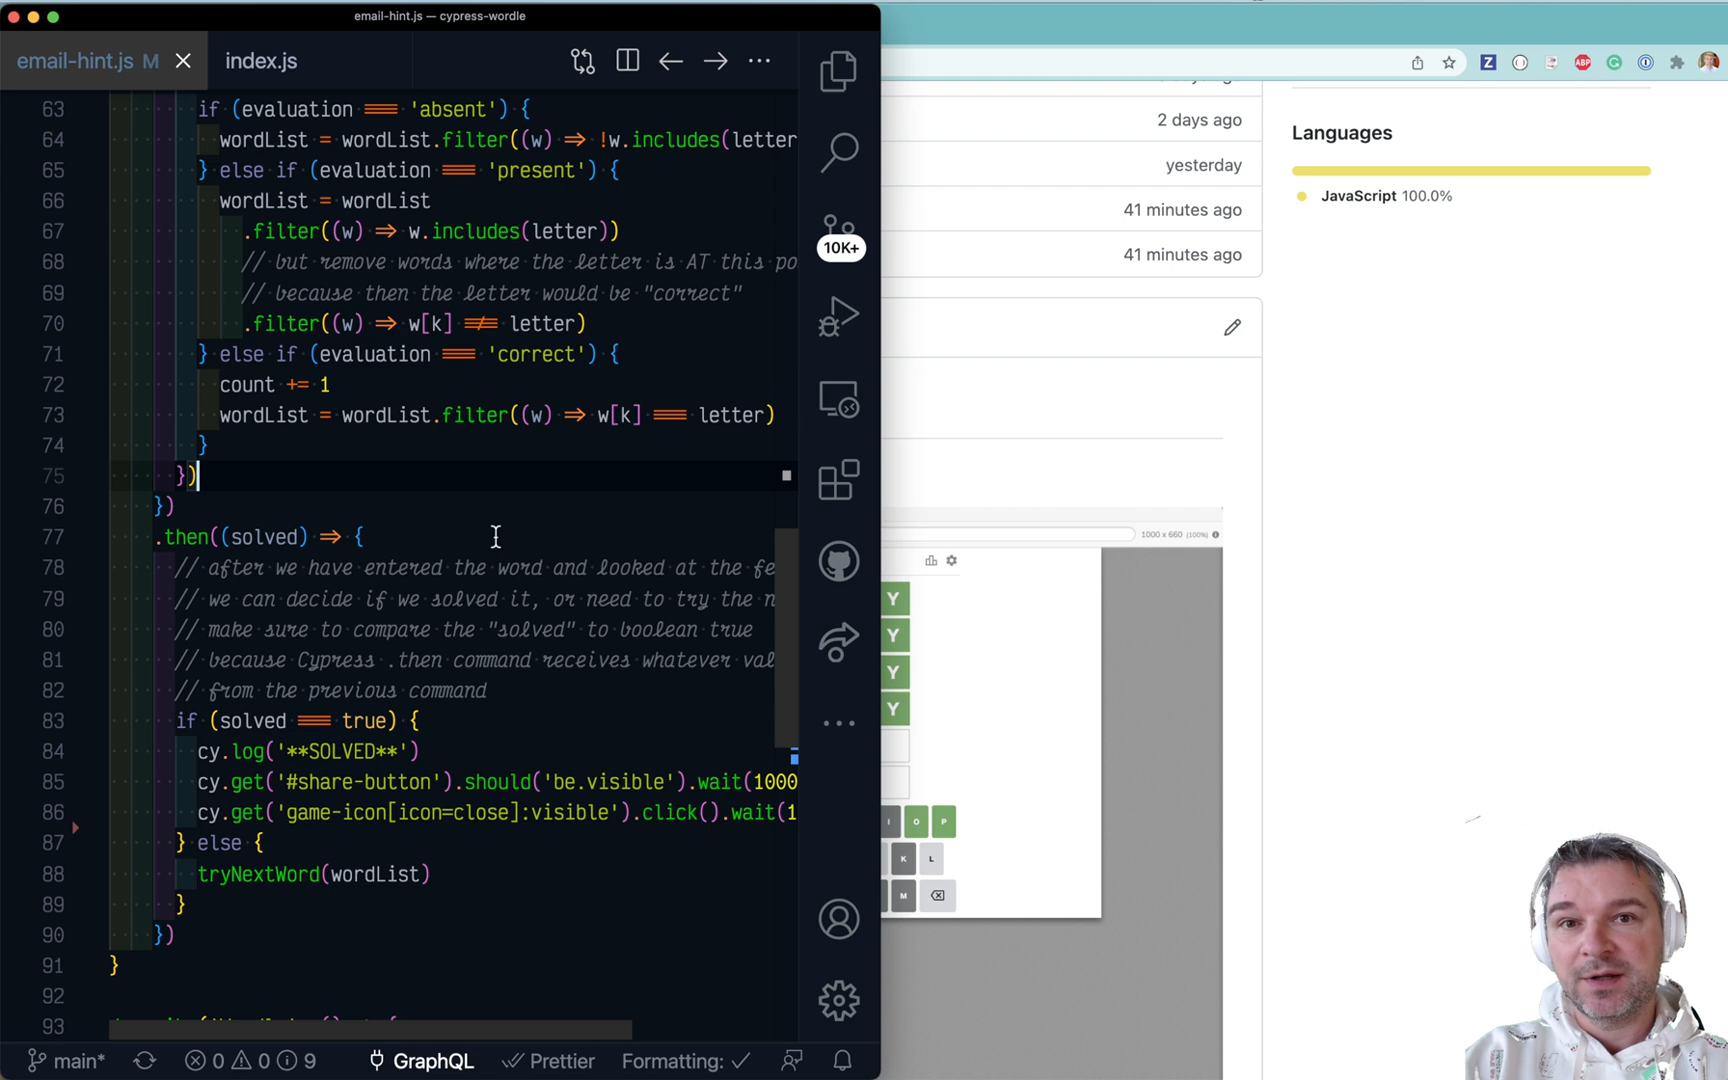 email-hint.js — cypress-wordle
email-hint.js M
index.js
63 if (evaluation === 'absent') {
64 wordList = wordList.filter((w) => !w.includes(letter
65 } else if (evaluation === 'present') {
66 wordList = wordList
67 .filter((w) => w.includes(letter))
68 // but remove words where the letter is AT this po
69 // because then the letter would be "correct"
70 .filter((w) => w[k] !== letter)
71 } else if (evaluation === 'correct') {
72 count += 1
73 wordList = wordList.filter((w) => w[k] === letter)
74 }
75 })
76 })
77 .then((solved) => {
78 // after we have entered the word and looked at the fe
79 // we can decide if we solved it, or need to try the n
80 // make sure to compare the "solved" to boolean true
81 // because Cypress .then command receives whatever val
82 // from the previous command
83 if (solved === true) {
84 cy.log('**SOLVED**')
85 cy.get('#share-button').should('be.visible').wait(1000
86 cy.get('game-icon[icon=close]:visible').click().wait(1
87 } else {
88 tryNextWord(wordList)
89 }
90 })
91 }
92
93
10K+
main*
0 0 9
GraphQL
Prettier
Formatting:
Z
ABP
2 days ago
yesterday
41 minutes ago
41 minutes ago
Languages
JavaScript 100.0%
1000 x 660 (100%)
Y
Y
Y
Y
I O P
K L
M